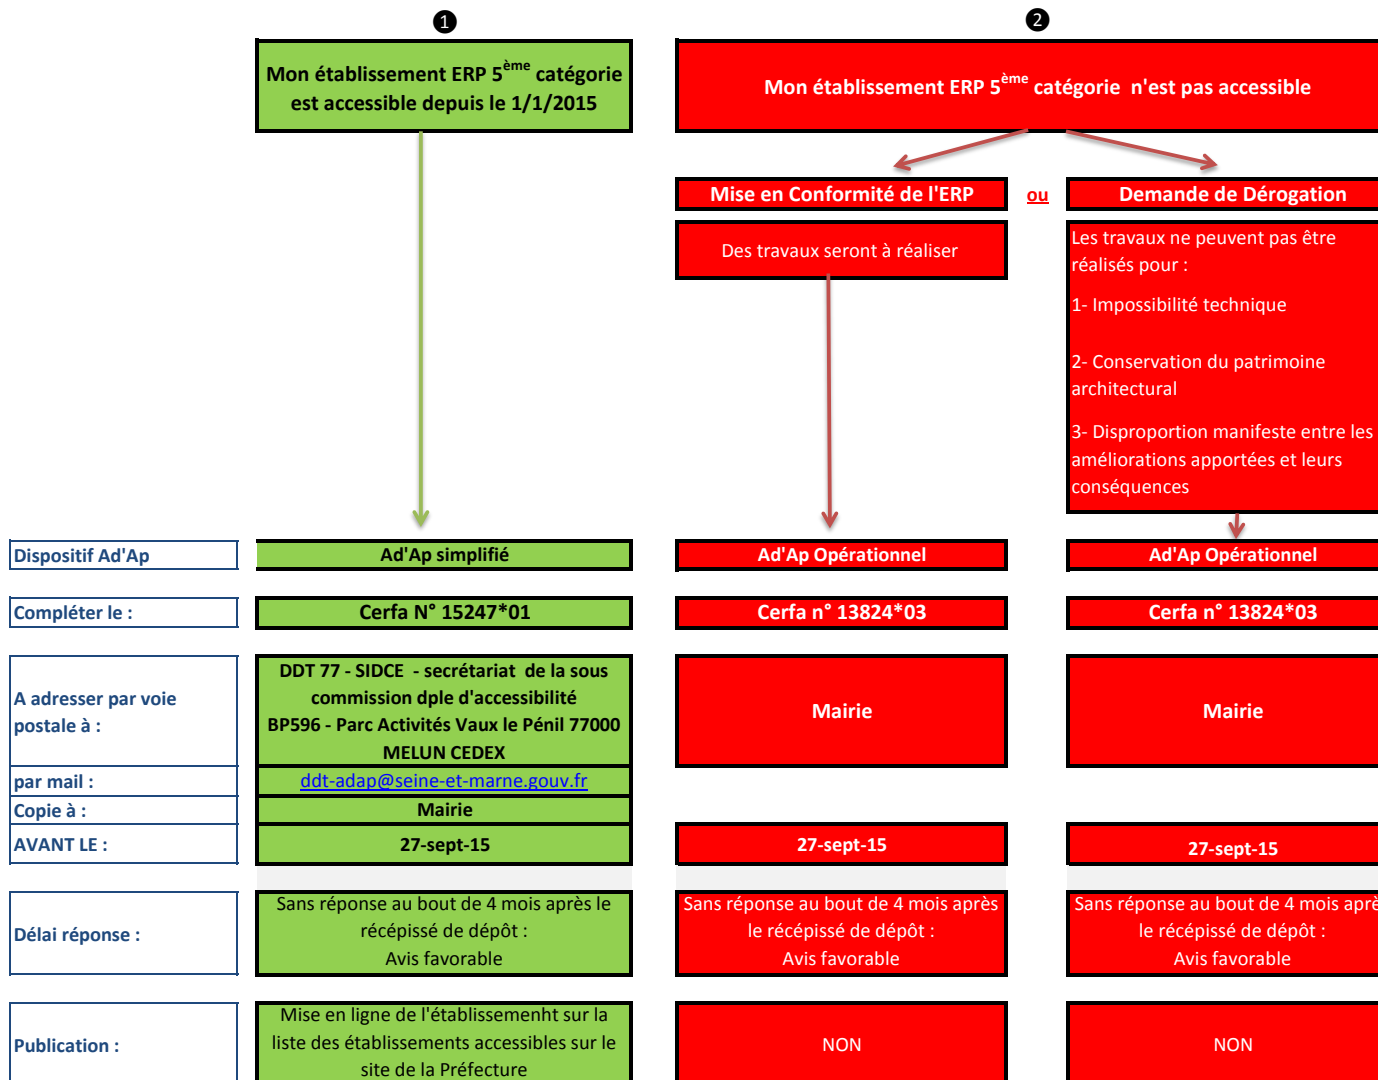 ❶
❷
Mon établissement ERP 5ème catégorie
est accessible depuis le 1/1/2015
Mon établissement ERP 5ème catégorie n'est pas accessible
Mise en Conformité de l'ERP
ou
Demande de Dérogation
Des travaux seront à réaliser
Les travaux ne peuvent pas être
réalisés pour :
1- Impossibilité technique
2- Conservation du patrimoine
architectural
3- Disproportion manifeste entre les
améliorations apportées et leurs
conséquences
Dispositif Ad'Ap
Ad'Ap simplifié
Ad'Ap Opérationnel
Ad'Ap Opérationnel
Compléter le :
Cerfa N° 15247*01
Cerfa n° 13824*03
Cerfa n° 13824*03
A adresser par voie
postale à :
DDT 77 - SIDCE - secrétariat de la sous
commission dple d'accessibilité
BP596 - Parc Activités Vaux le Pénil 77000
MELUN CEDEX
Mairie
Mairie
par mail :
ddt-adap@seine-et-marne.gouv.fr
Copie à :
Mairie
AVANT LE :
27-sept-15
27-sept-15
27-sept-15
Délai réponse :
Sans réponse au bout de 4 mois après le
récépissé de dépôt :
Avis favorable
Sans réponse au bout de 4 mois après
le récépissé de dépôt :
Avis favorable
Sans réponse au bout de 4 mois aprè
le récépissé de dépôt :
Avis favorable
Publication :
Mise en ligne de l'établissemenht sur la
liste des établissements accessibles sur le
site de la Préfecture
NON
NON